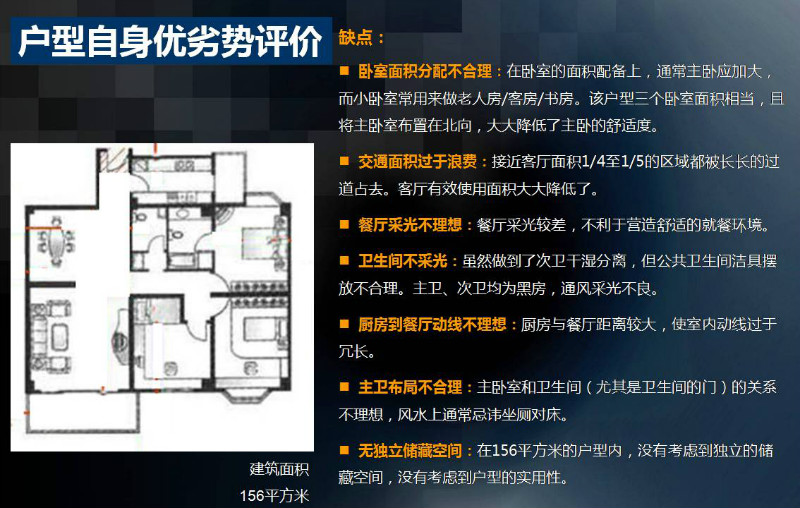 户型自身优劣势评价
缺点：
■ 卧室面积分配不合理：在卧室的面积配备上，通常主卧应加大，
而小卧室常用来做老人房/客房/书房。该户型三个卧室面积相当，且
将主卧室布置在北向，大大降低了主卧的舒适度。
■ 交通面积过于浪费：接近客厅面积1/4至1/5的区域都被长长的过
道占去。客厅有效使用面积大大降低了。
■ 餐厅采光不理想：餐厅采光较差，不利于营造舒适的就餐环境。
■ 卫生间不采光：虽然做到了次卫干湿分离，但公共卫生间洁具摆
放不合理。主卫、次卫均为黑房，通风采光不良。
■ 厨房到餐厅动线不理想：厨房与餐厅距离较大，使室内动线过于
冗长。
■ 主卫布局不合理：主卧室和卫生间（尤其是卫生间的门）的关系
不理想，风水上通常忌讳坐厕对床。
■ 无独立储藏空间：在156平方米的户型内，没有考虑到独立的储
藏空间，没有考虑到户型的实用性。
建筑面积
156平方米